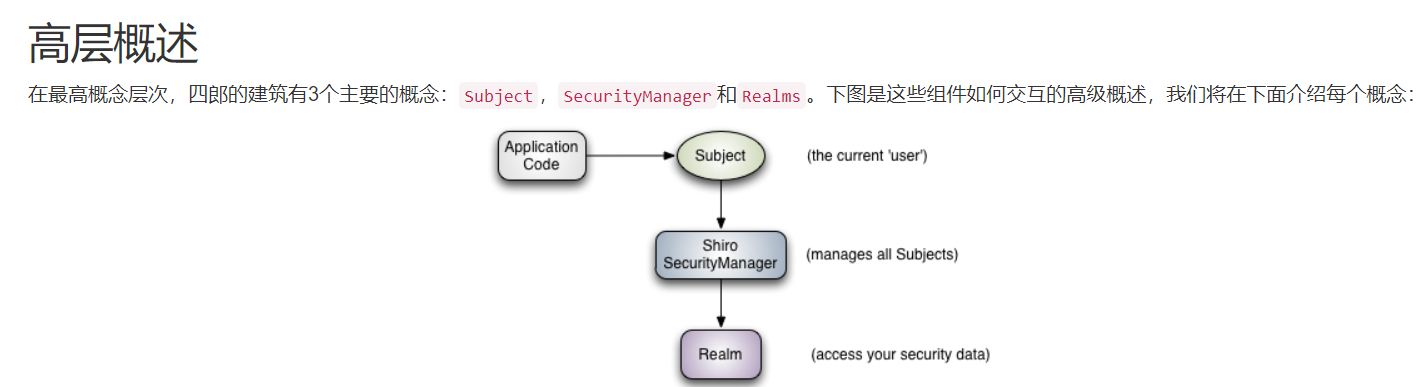 高层概述
在最高概念层次，四郎的建筑有3个主要的概念：Subject，SecurityManager和Realms。下图是这些组件如何交互的高级概述，我们将在下面介绍每个概念：
Application
Code
Subject
(the current 'user')
Shiro
SecurityManager
(manages all Subjects)
Realm
(access your security data)